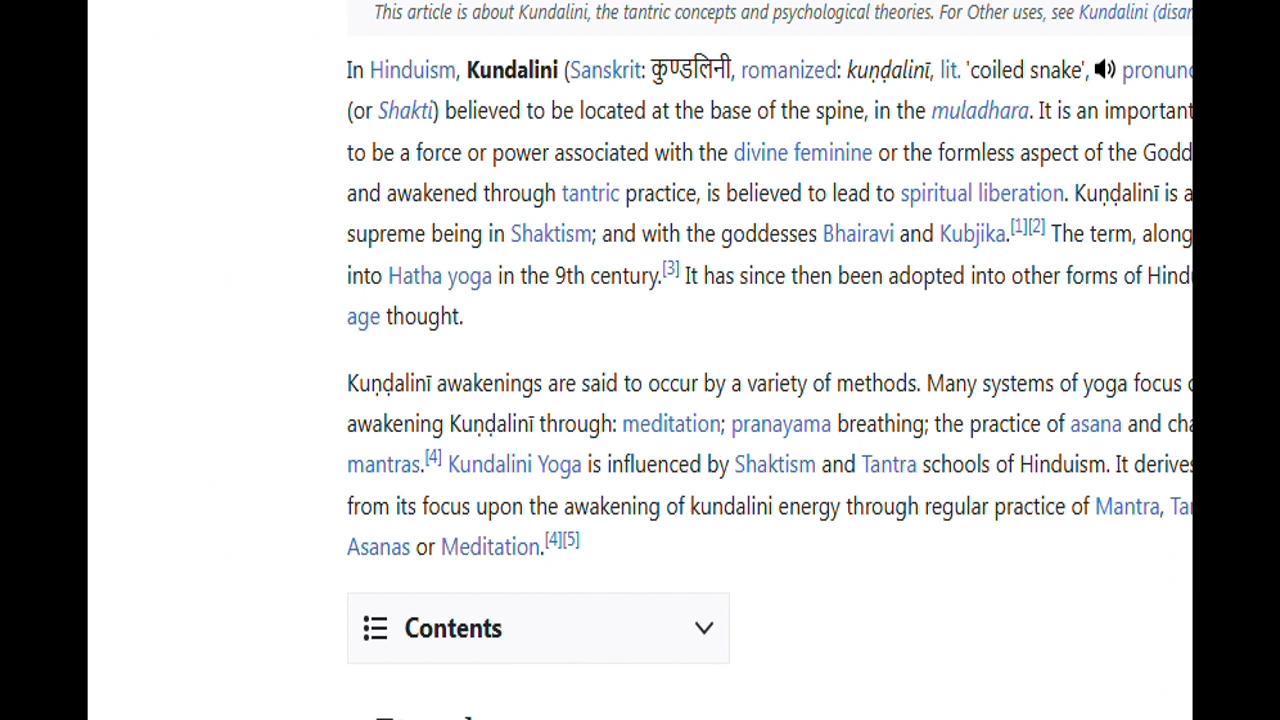 This article is about Kundalini, the tantric concepts and psychological theories. For Other uses, see Kundalini
In Hinduism, Kundalini (Sanskrit: कुण्डलिनी, romanized: kuṇḍalinī, lit. 'coiled snake',
(or Shakti) believed to be located at the base of the spine, in the muladhara. It is an important
to be a force or power associated with the divine feminine or the formless aspect of the
and awakened through tantric practice, is believed to lead to spiritual liberation. Kuṇḍalinī is
supreme being in Shaktism; and with the goddesses Bhairavi and Kubjika.[1][2] The term, along
into Hatha yoga in the 9th century.[3] It has since then been adopted into other forms of
age thought.
Kuṇḍalinī awakenings are said to occur by a variety of methods. Many systems of yoga focus
awakening Kuṇḍalinī through: meditation; pranayama breathing; the practice of asana and
mantras.[4] Kundalini Yoga is influenced by Shaktism and Tantra schools of Hinduism. It
from its focus upon the awakening of kundalini energy through regular practice of Mantra,
Asanas or Meditation.[4][5]
Contents